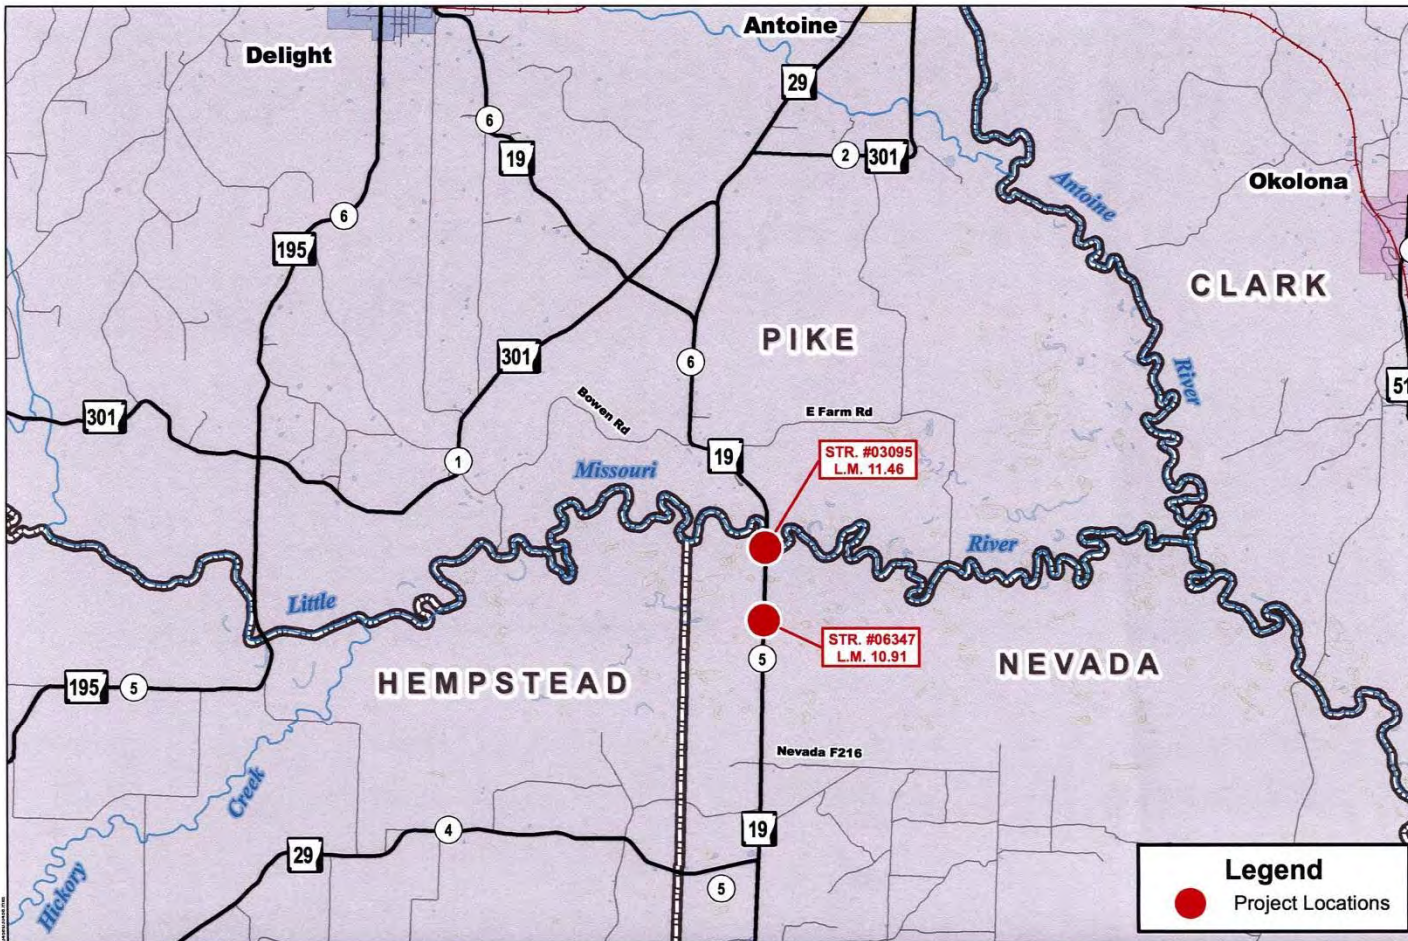 Antoine
Delight
29
6
19
2
301
Okolona
Antoine
6
195
CLARK
River
PIKE
301
6
51
301
Bowen Rd
E Farm Rd
19
STR. #03095
L.M. 11.46
1
Missouri
River
Little
STR. #06347
L.M. 10.91
5
NEVADA
HEMPSTEAD
195
5
Nevada F216
Creek
4
19
29
5
Hickory
Legend
Project Locations